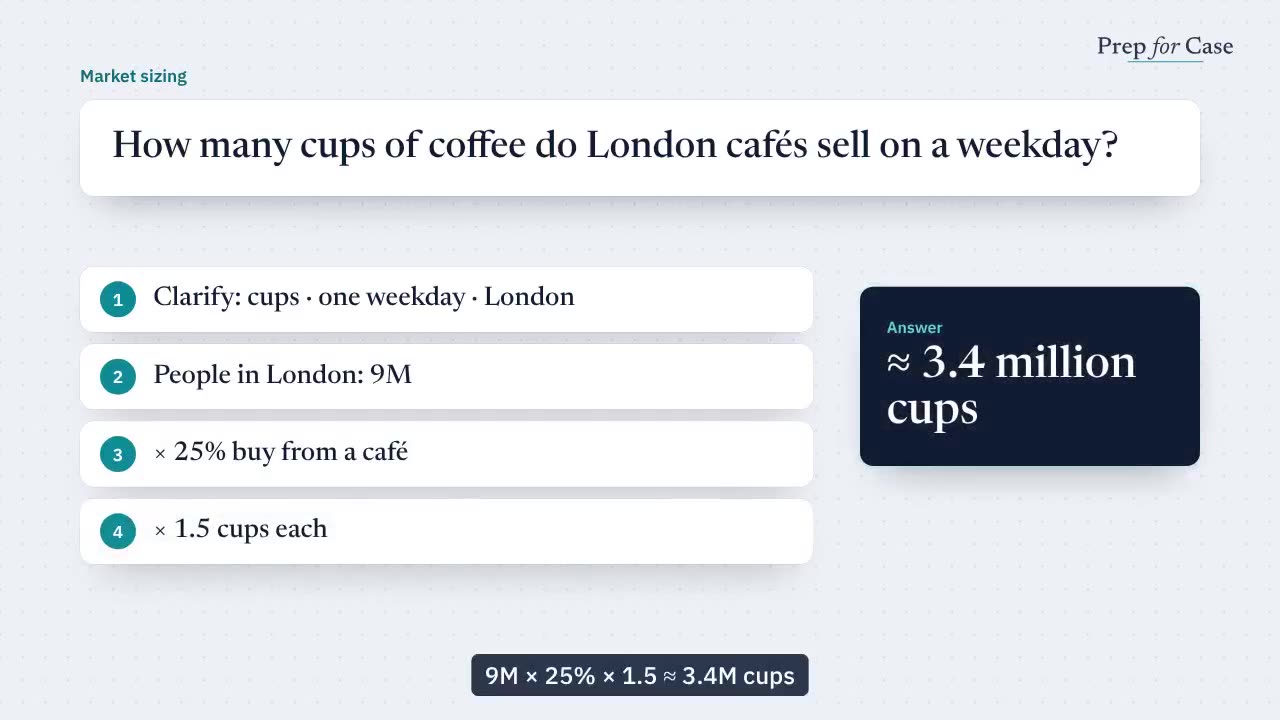 Prep for Case
Market sizing
How many cups of coffee do London cafés sell on a weekday?
1 Clarify: cups · one weekday · London
2 People in London: 9M
3 × 25% buy from a café
4 × 1.5 cups each
Answer
≈ 3.4 million
cups
9M × 25% × 1.5 ≈ 3.4M cups